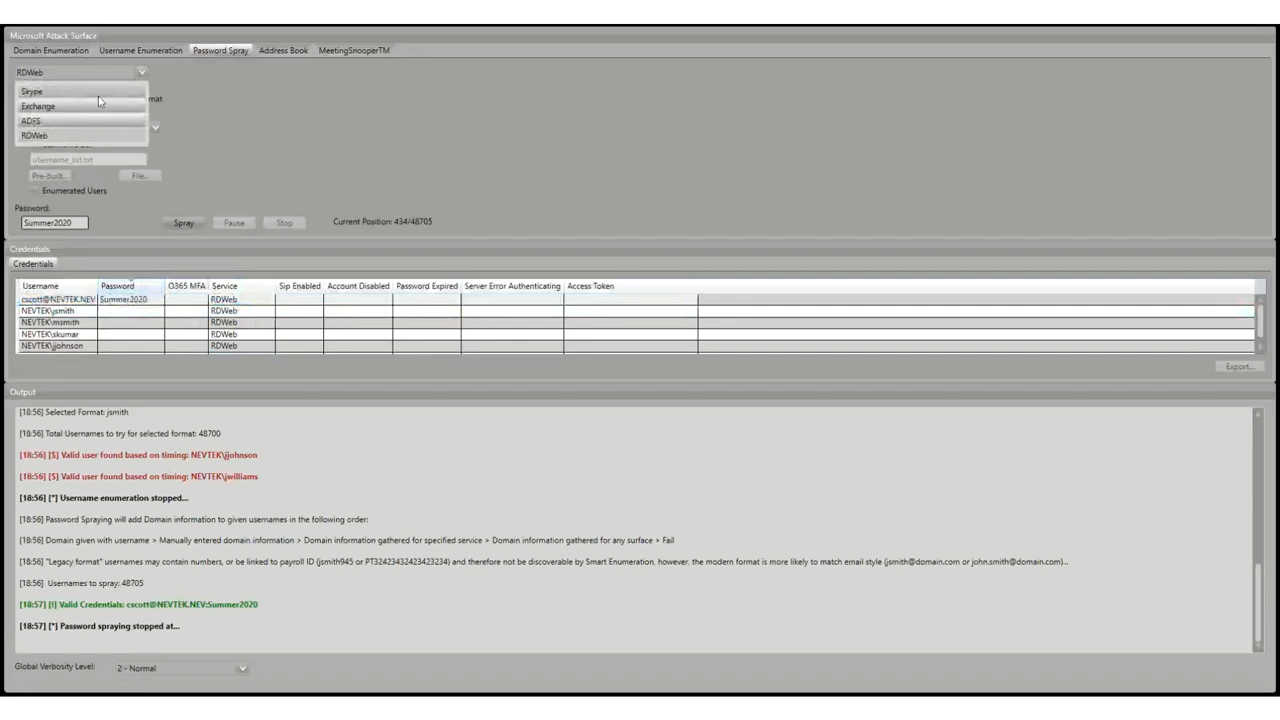 Microsoft Attack Surface
Domain Enumeration Username Enumeration Password Spray Address Book MeetingSnooperTM
RDWeb
Skype
mat
Exchange
ADFS
RDWeb
username_list.txt
Pre-built... File...
Enumerated Users
Password:
Summer2020 Spray Pause Stop Current Position: 434/48705
Credentials
Credentials
Username Password O365 MFA Service Sip Enabled Account Disabled Password Expired Server Error Authenticating Access Token
cscott@NEVTEK.NEV Summer2020 RDWeb
NEVTEK\jsmith RDWeb
NEVTEK\msmith RDWeb
NEVTEK\skumar RDWeb
NEVTEK\jjohnson RDWeb
Export...
Output
[18:56] Selected Format: jsmith
[18:56] Total Usernames to try for selected format: 48700
[18:56] [$] Valid user found based on timing: NEVTEK\jjohnson
[18:56] [$] Valid user found based on timing: NEVTEK\jwilliams
[18:56] [*] Username enumeration stopped...
[18:56] Password Spraying will add Domain information to given usernames in the following order:
[18:56] Domain given with username > Manually entered domain information > Domain information gathered for specified service > Domain information gathered for any surface > Fail
[18:56] "Legacy format" usernames may contain numbers, or be linked to payroll ID (jsmith945 or PT32423432423423234) and therefore not be discoverable by Smart Enumeration, however, the modern format is more likely to match email style (jsmith@domain.com or john.smith@domain.com)...
[18:56] Usernames to spray: 48705
[18:57] [!] Valid Credentials: cscott@NEVTEK.NEV:Summer2020
[18:57] [*] Password spraying stopped at...
Global Verbosity Level: 2 - Normal